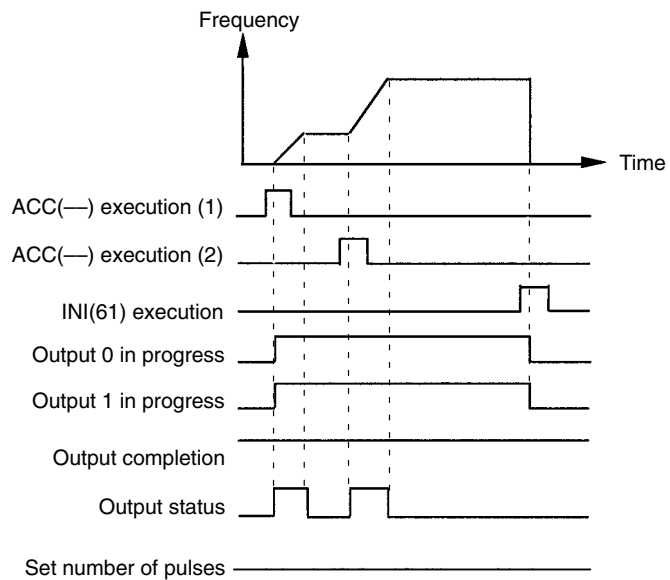 Frequency
Time
ACC(—) execution (1)
ACC(—) execution (2)
INI(61) execution
Output 0 in progress
Output 1 in progress
Output completion
Output status
Set number of pulses